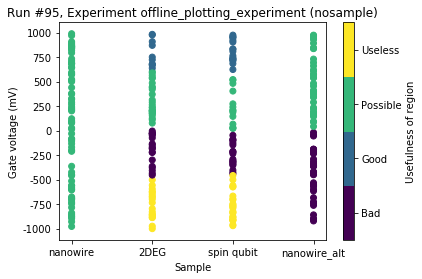 Run #95, Experiment offline_plotting_experiment (nosample)
1000
750
500
250
0
-250
-500
-750
-1000
Gate voltage (mV)
nanowire
2DEG
spin qubit
nanowire_alt
Sample
Useless
Possible
Good
Bad
Usefulness of region